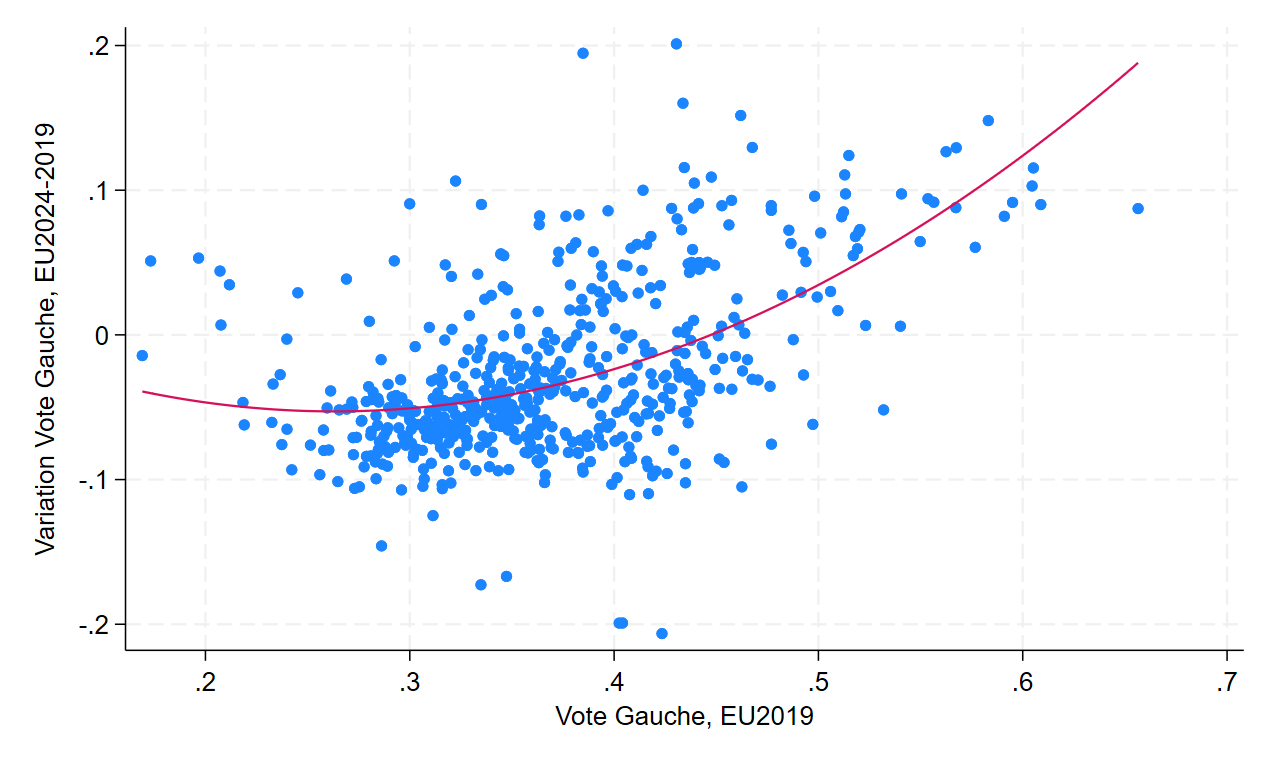 .2
.1
0
-.1
-.2
Variation Vote Gauche, EU2024-2019
.2 .3 .4 .5 .6 .7
Vote Gauche, EU2019